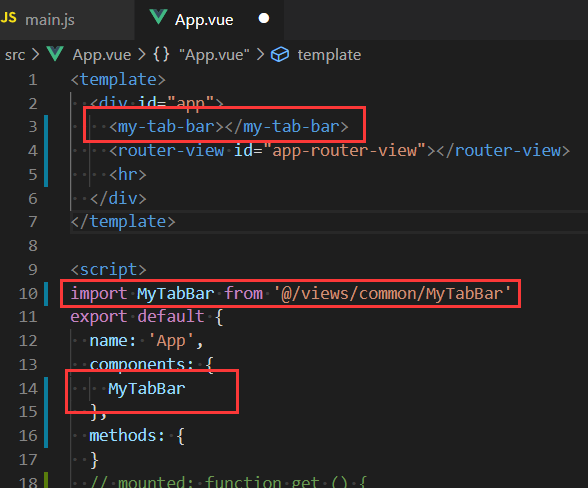 JS main.js App.vue
src > App.vue > {} "App.vue" > template
1 <template>
2 <div id="app">
3 <my-tab-bar></my-tab-bar>
4 <router-view id="app-router-view"></router-view>
5 <hr>
6 </div>
7 </template>
8
9 <script>
10 import MyTabBar from '@/views/common/MyTabBar'
11 export default {
12 name: 'App',
13 components: {
14 MyTabBar
15 },
16 methods: {
17 }
18 // mounted: function get () {